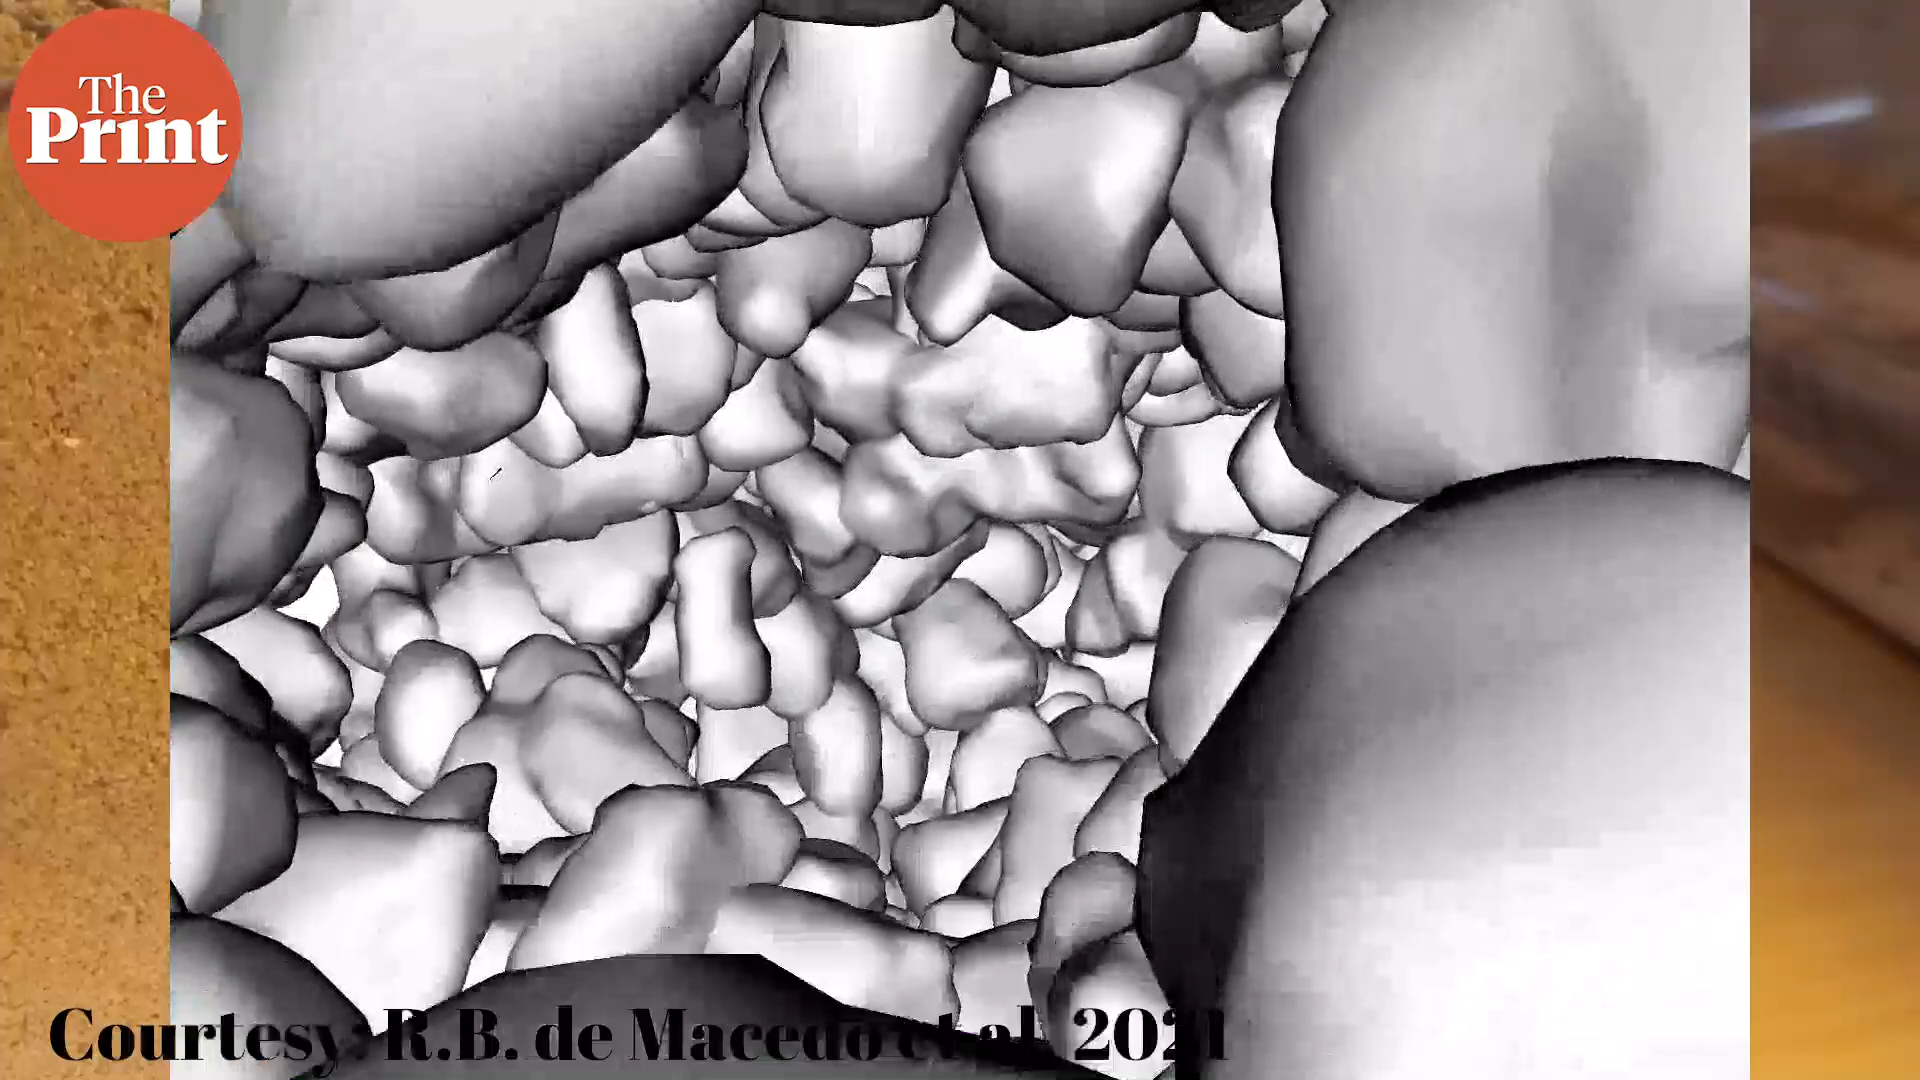 The
Print
Courtesy: R.B. de Macedo et al, 2021